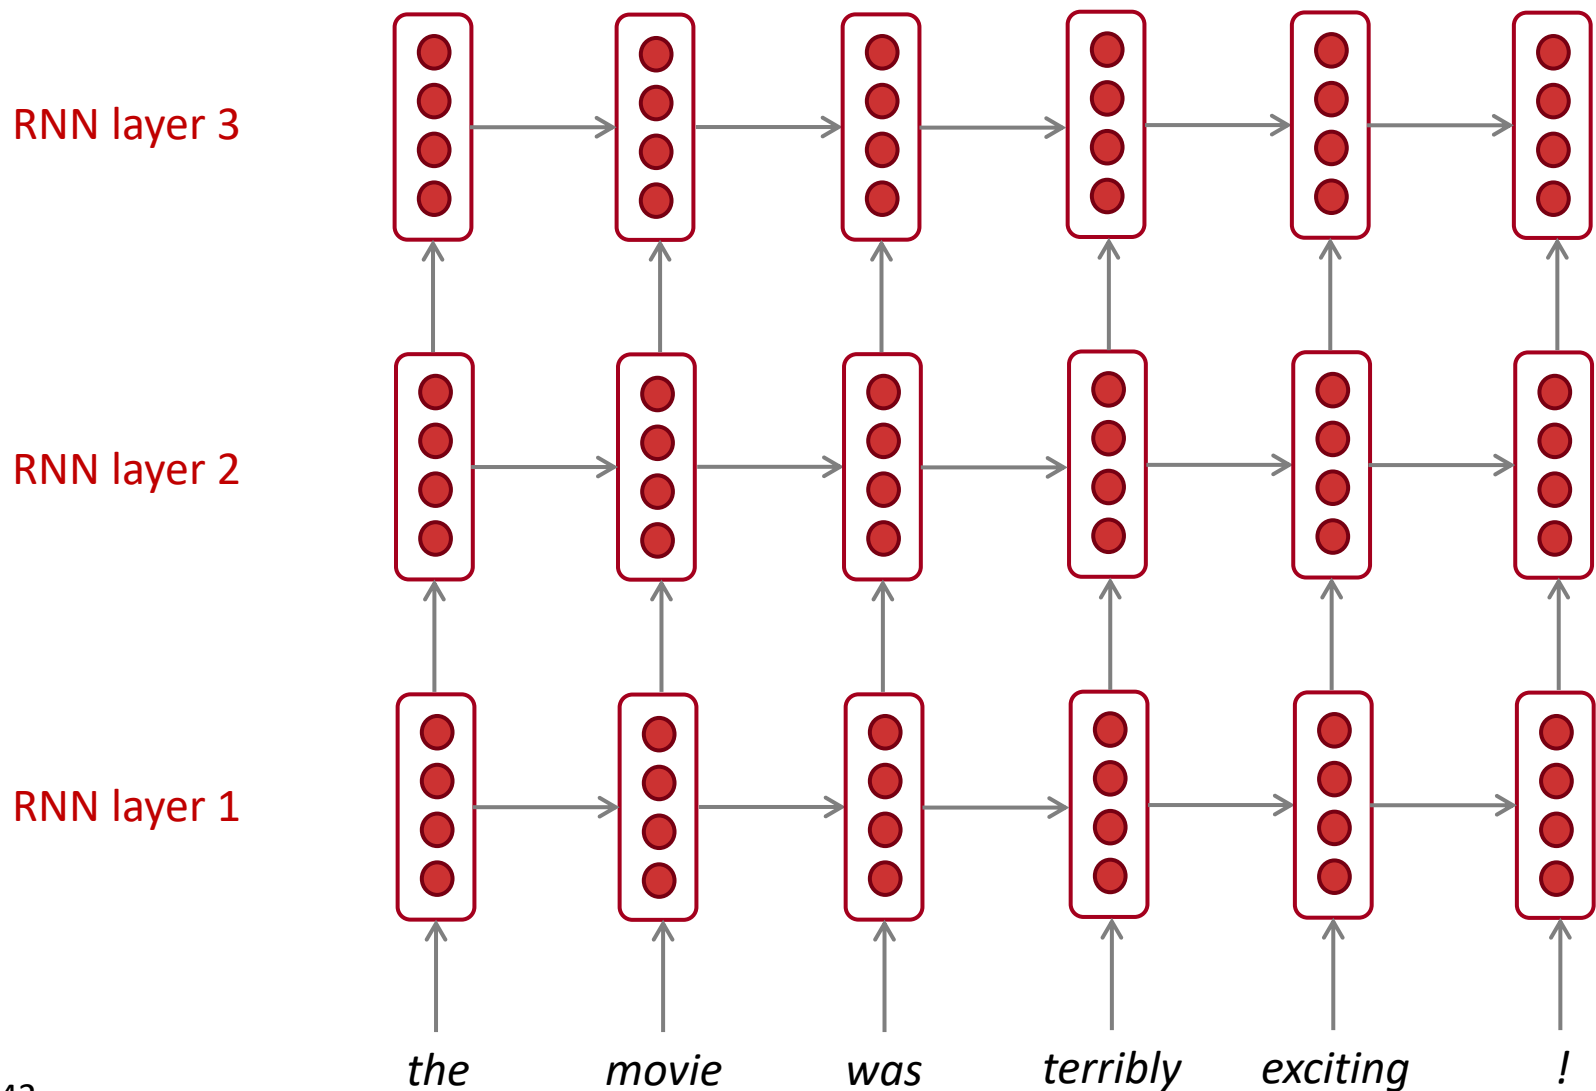 RNN layer 3
RNN layer 2
RNN layer 1
the movie was terribly exciting !